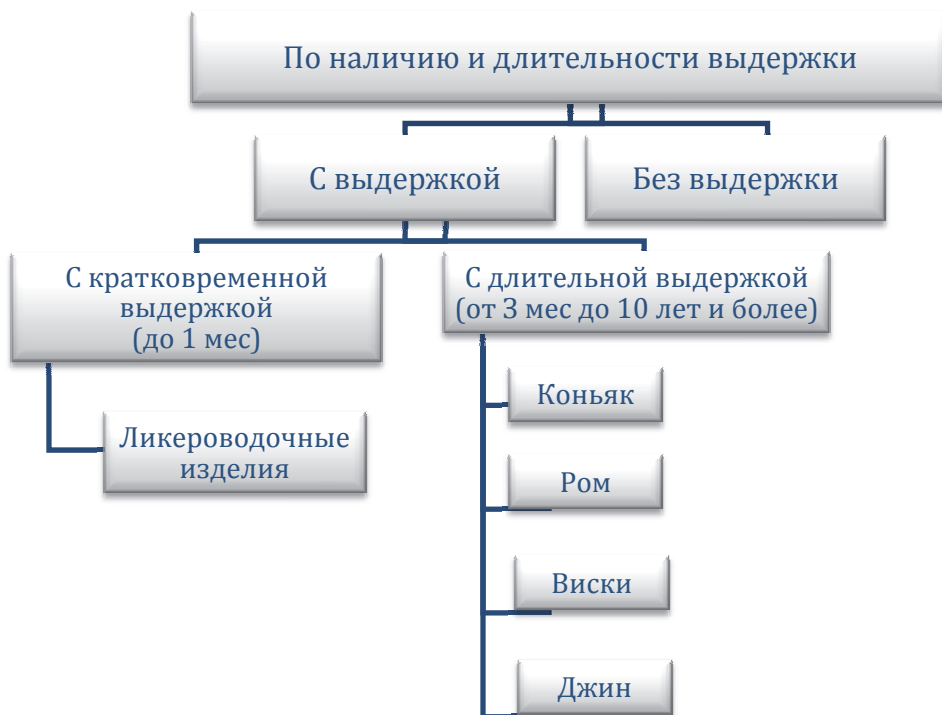 По наличию и длительности выдержки
С выдержкой
Без выдержки
С кратковременной
выдержкой
(до 1 мес)
С длительной выдержкой
(от 3 мес до 10 лет и более)
Ликероводочные
изделия
Коньяк
Ром
Виски
Джин